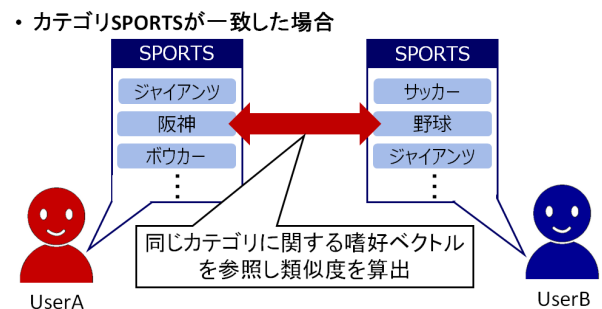 ・カテゴリSPORTSが一致した場合
SPORTS
ジャイアンツ
阪神
ボウカー
⋮
SPORTS
サッカー
野球
ジャイアンツ
⋮
同じカテゴリに関する嗜好ベクトル
を参照し類似度を算出
UserA
UserB